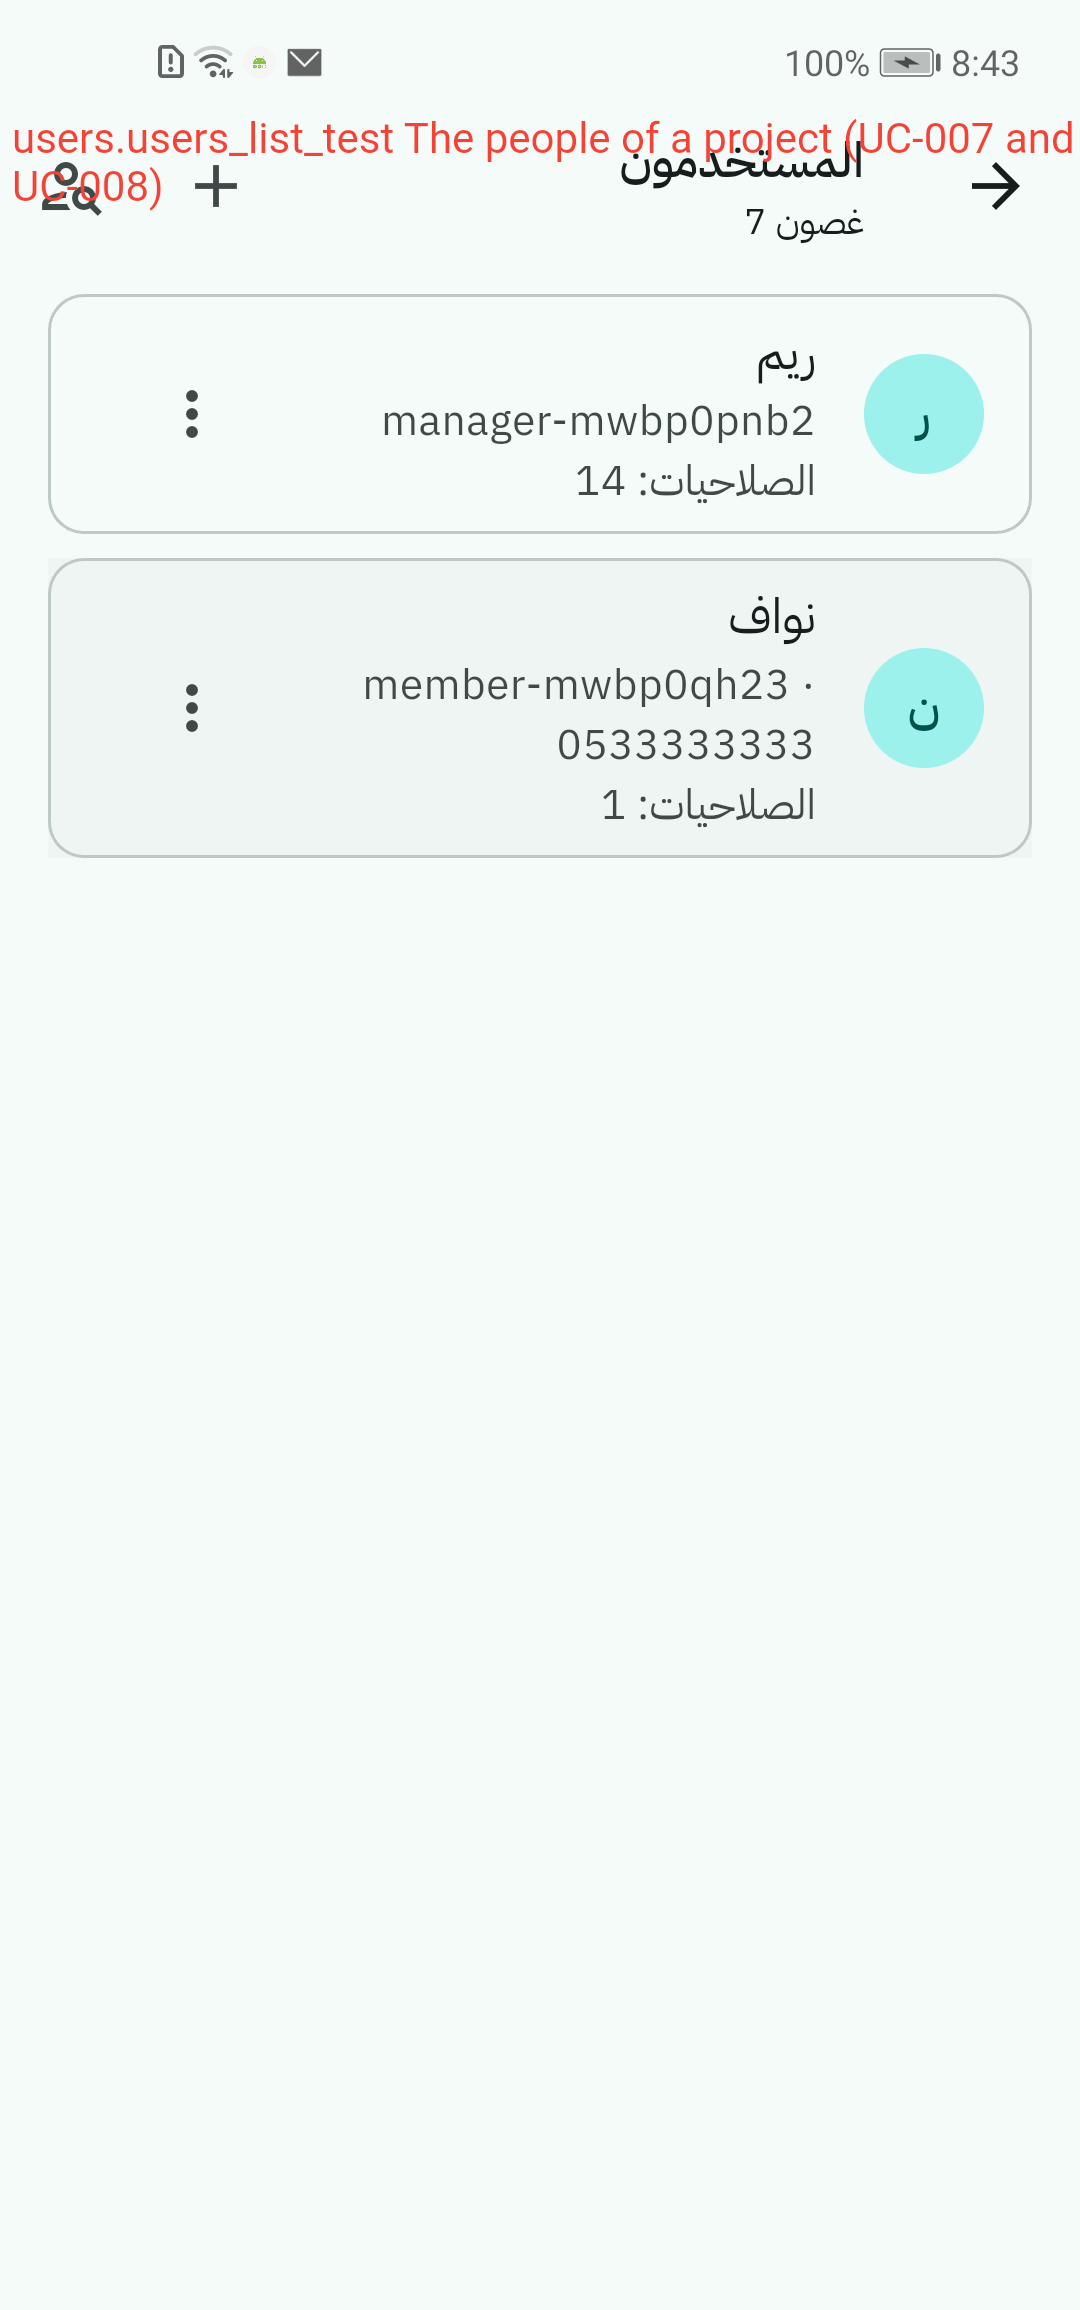 100% 8:43
users.users_list_test The people of a project (UC-007 and
UC-008)
المستخدمون
غصون 7
ريم
ر
manager-mwbp0pnb2
الصلاحيات: 14
نواف
ن
member-mwbp0qh23 ·
0533333333
الصلاحيات: 1